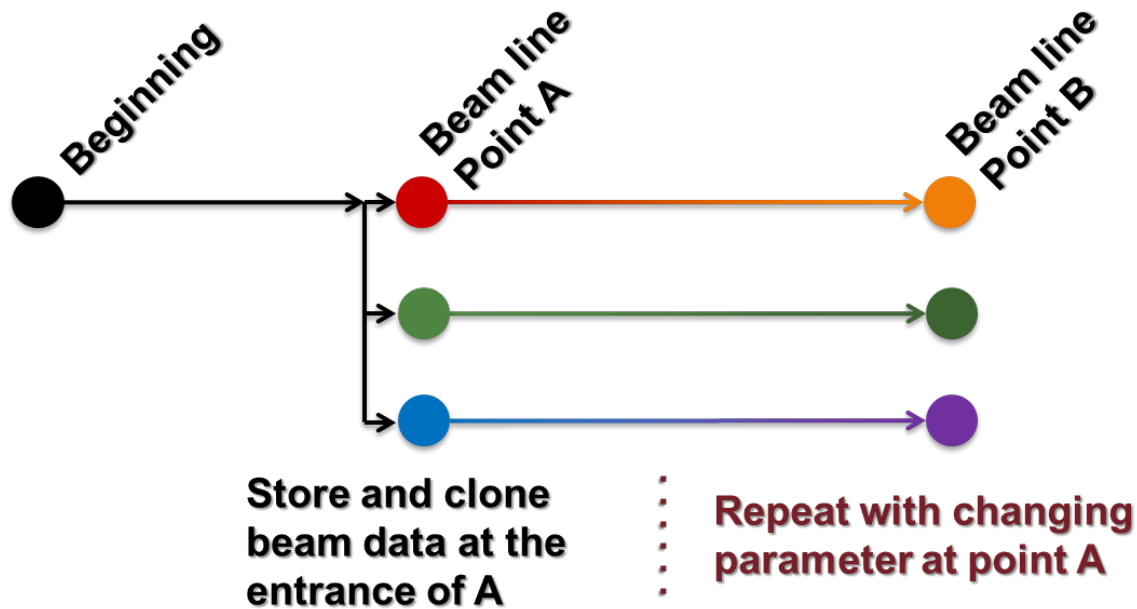 Beginning
Beam line
Point A
Beam line
Point B
Store and clone
beam data at the
entrance of A
Repeat with changing
parameter at point A